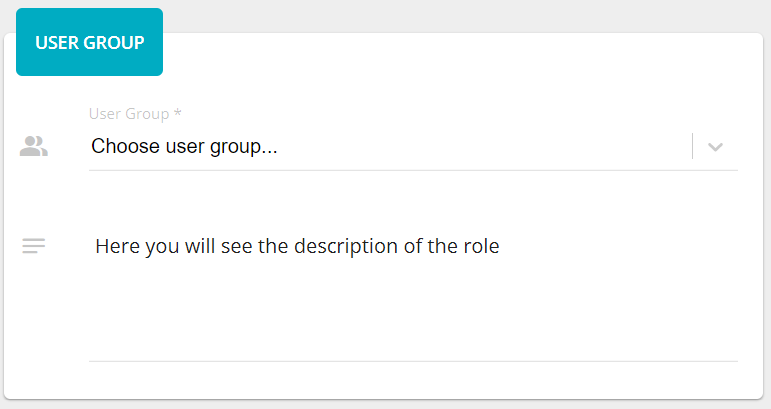 USER GROUP
User Group *
Choose user group...
Here you will see the description of the role